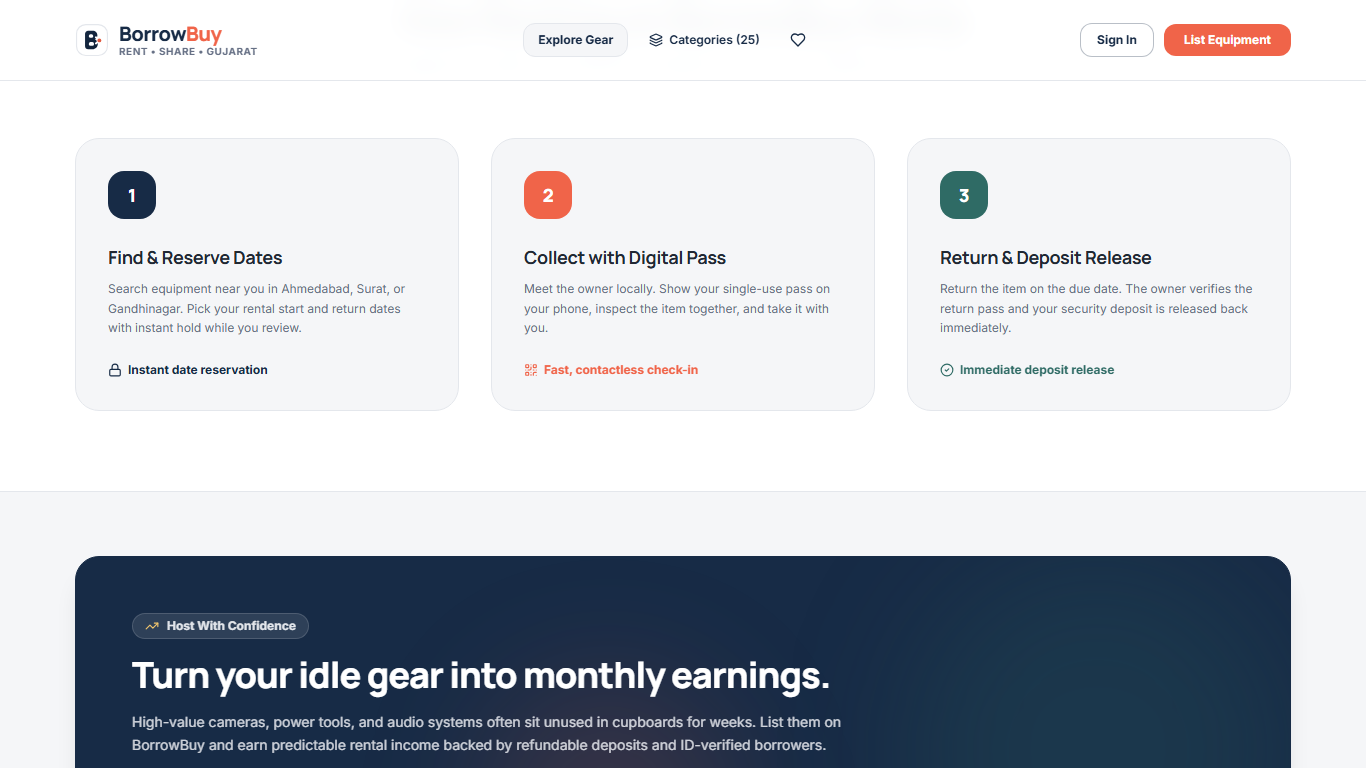 BorrowBuy
RENT • SHARE • GUJARAT
Explore Gear
Categories (25)
Sign In
List Equipment
1
Find & Reserve Dates
Search equipment near you in Ahmedabad, Surat, or
Gandhinagar. Pick your rental start and return dates
with instant hold while you review.
Instant date reservation
2
Collect with Digital Pass
Meet the owner locally. Show your single-use pass on
your phone, inspect the item together, and take it with
you.
Fast, contactless check-in
3
Return & Deposit Release
Return the item on the due date. The owner verifies the
return pass and your security deposit is released back
immediately.
Immediate deposit release
Host With Confidence
Turn your idle gear into monthly earnings.
High-value cameras, power tools, and audio systems often sit unused in cupboards for weeks. List them on
BorrowBuy and earn predictable rental income backed by refundable deposits and ID-verified borrowers.